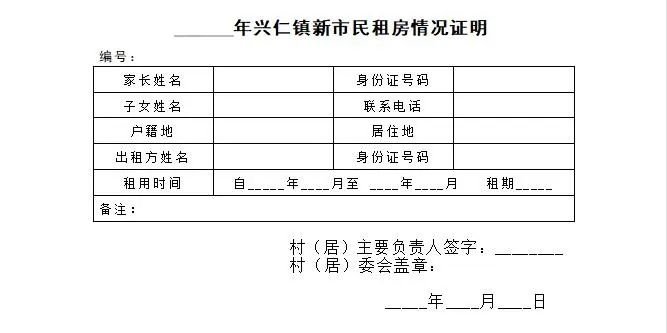 ______年兴仁镇新市民租房情况证明
编号：
家长姓名 身份证号码
子女姓名 联系电话
户籍地 居住地
出租方姓名 身份证号码
租用时间 自_____年____月至 ____年____月 租期_____
备注：
村（居）主要负责人签字：_______
村（居）委会盖章：
_____年____月____日